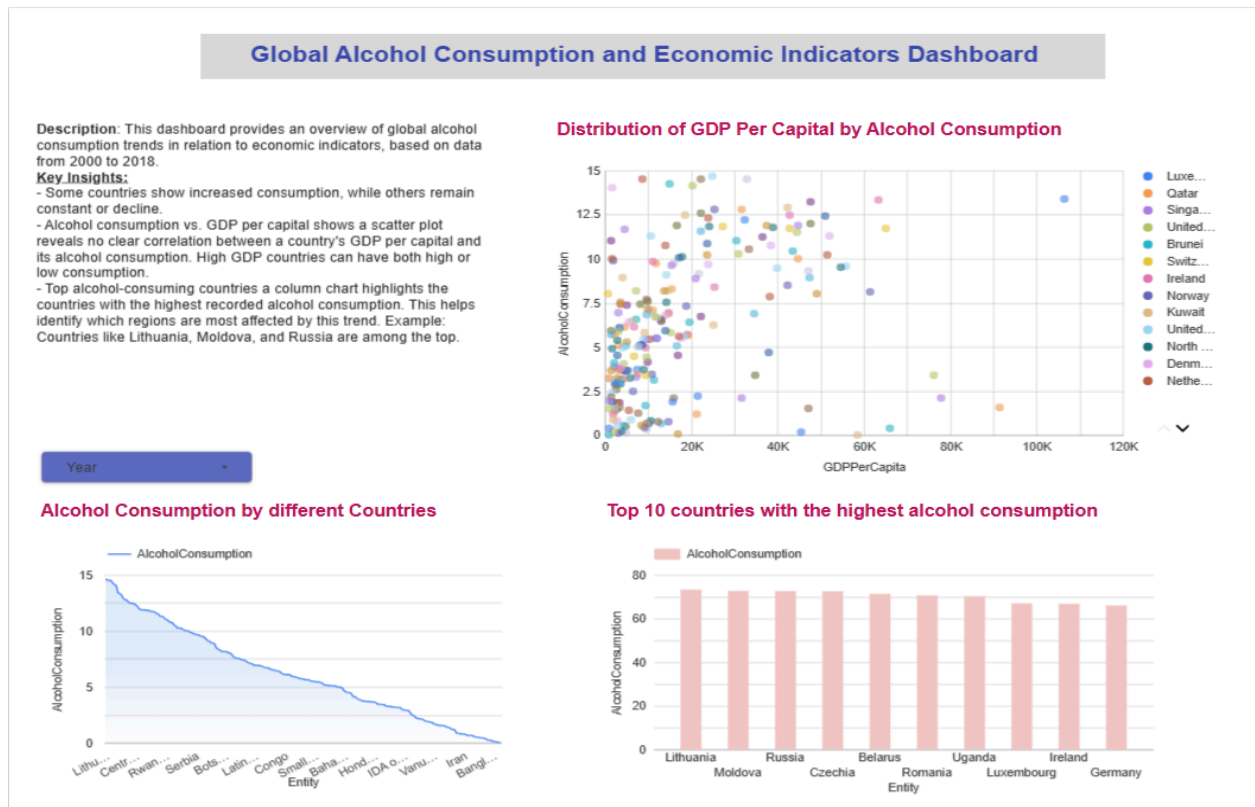 Global Alcohol Consumption and Economic Indicators Dashboard
Description: This dashboard provides an overview of global alcohol
consumption trends in relation to economic indicators, based on data
from 2000 to 2018.
Key Insights:
- Some countries show increased consumption, while others remain
constant or decline.
- Alcohol consumption vs. GDP per capital shows a scatter plot
reveals no clear correlation between a country's GDP per capital and
its alcohol consumption. High GDP countries can have both high or
low consumption.
- Top alcohol-consuming countries a column chart highlights the
countries with the highest recorded alcohol consumption. This helps
identify which regions are most affected by this trend. Example:
Countries like Lithuania, Moldova, and Russia are among the top.
Year
Distribution of GDP Per Capital by Alcohol Consumption
AlcoholConsumption
15
12.5
10
7.5
5
2.5
0
0 20K 40K 60K 80K 100K 120K
GDPPerCapita
Luxe...
Qatar
Singa...
United...
Brunei
Switz...
Ireland
Norway
Kuwait
United...
North ...
Denm...
Nethe...
Alcohol Consumption by different Countries
AlcoholConsumption
AlcoholConsumption
15
10
5
0
Lithu... Centr... Rwan... Serbia Bots... Latin... Congo Small... Baha... Hond... IDA o... Vanu... Iran Bangl...
Entity
Top 10 countries with the highest alcohol consumption
AlcoholConsumption
AlcoholConsumption
80
60
40
20
0
Lithuania Russia Belarus Uganda Ireland
Moldova Czechia Romania Luxembourg Germany
Entity